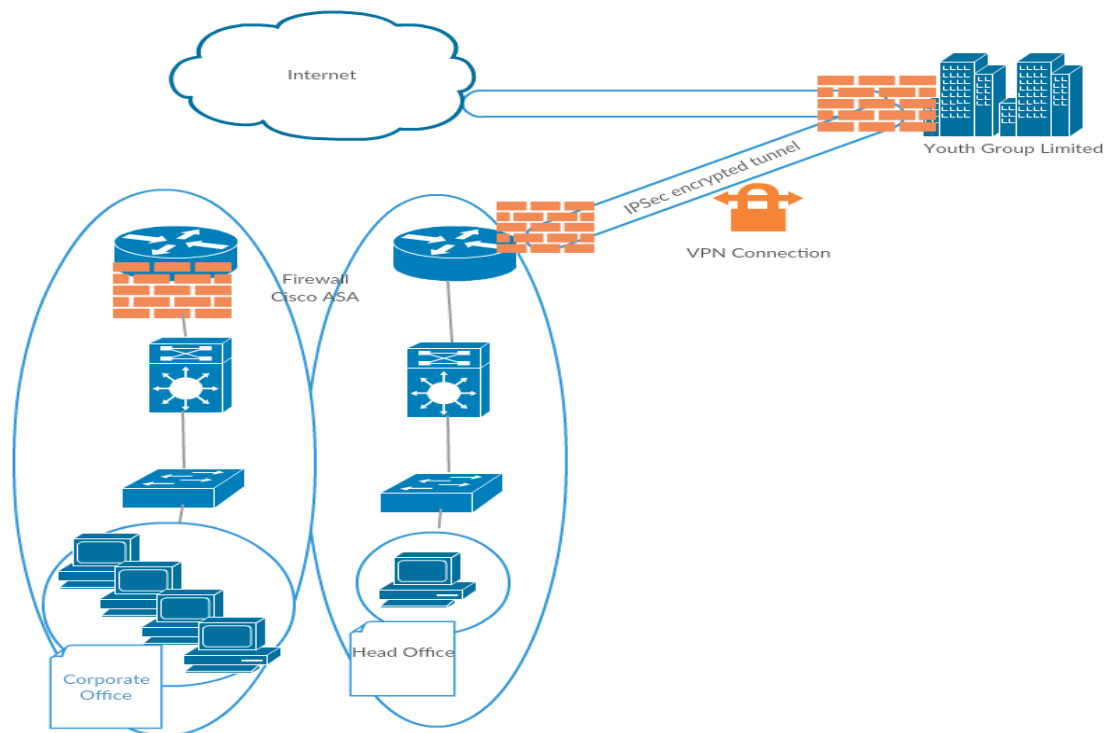 Internet
Youth Group Limited
IPSec encrypted tunnel
VPN Connection
Firewall
Cisco ASA
Head Office
Corporate
Office